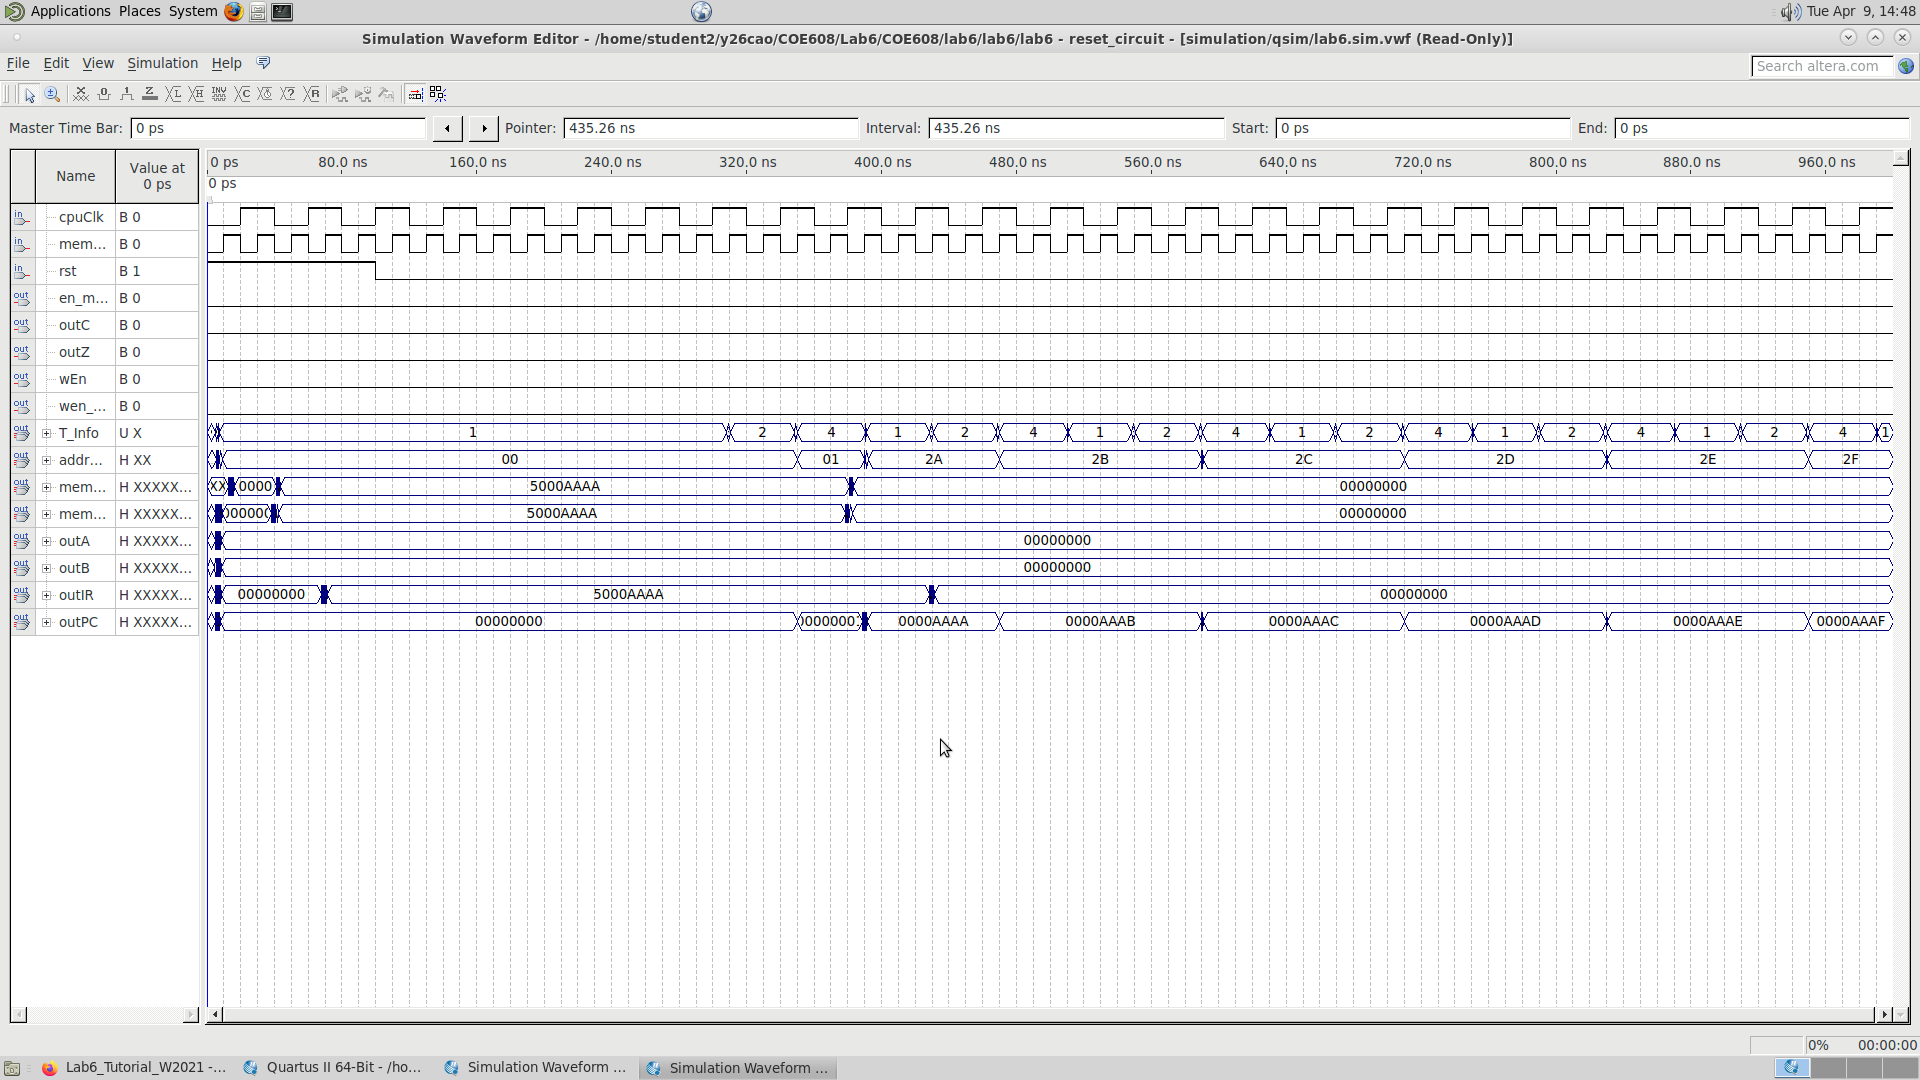 Applications Places System Tue Apr 9, 14:48
Simulation Waveform Editor - /home/student2/y26cao/COE608/Lab6/COE608/lab6/lab6/lab6 - reset_circuit - [simulation/qsim/lab6.sim.vwf (Read-Only)]
File Edit View Simulation Help Search altera.com
Master Time Bar: 0 ps Pointer: 435.26 ns Interval: 435.26 ns Start: 0 ps End: 0 ps
Name Value at 0 ps 0 ps 80.0 ns 160.0 ns 240.0 ns 320.0 ns 400.0 ns 480.0 ns 560.0 ns 640.0 ns 720.0 ns 800.0 ns 880.0 ns 960.0 ns
0 ps
cpuClk B 0
mem... B 0
rst B 1
en_m... B 0
outC B 0
outZ B 0
wEn B 0
wen_... B 0
T_Info U X 1 2 4 1 2 4 1 2 4 1 2 4 1 2 4 1 2 4 1
addr... H XX 00 01 2A 2B 2C 2D 2E 2F
mem... H XXXXX... XX 0000 5000AAAA 00000000
mem... H XXXXX... 00000 5000AAAA 00000000
outA H XXXXX... 00000000
outB H XXXXX... 00000000
outIR H XXXXX... 00000000 5000AAAA 00000000
outPC H XXXXX... 00000000 0000000 0000AAAA 0000AAAB 0000AAAC 0000AAAD 0000AAAE 0000AAAF
0% 00:00:00
Lab6_Tutorial_W2021 -... Quartus II 64-Bit - /ho... Simulation Waveform ... Simulation Waveform ...